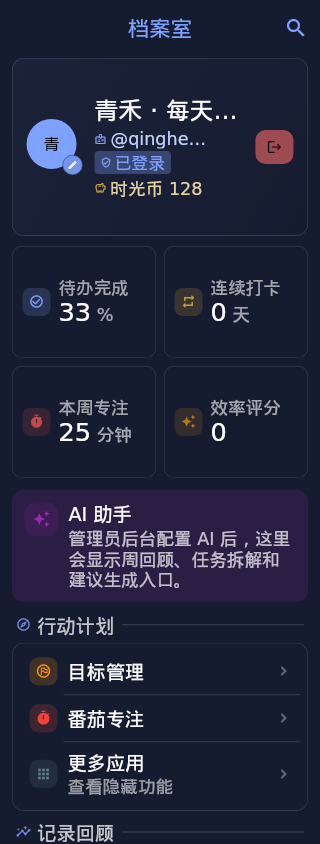 档案室
青禾 · 每天…
青
@qinghe…
已登录
时光币 128
待办完成
33 %
连续打卡
0 天
本周专注
25 分钟
效率评分
0
AI 助手
管理员后台配置 AI 后，这里
会显示周回顾、任务拆解和
建议生成入口。
行动计划
目标管理
番茄专注
更多应用
查看隐藏功能
记录回顾